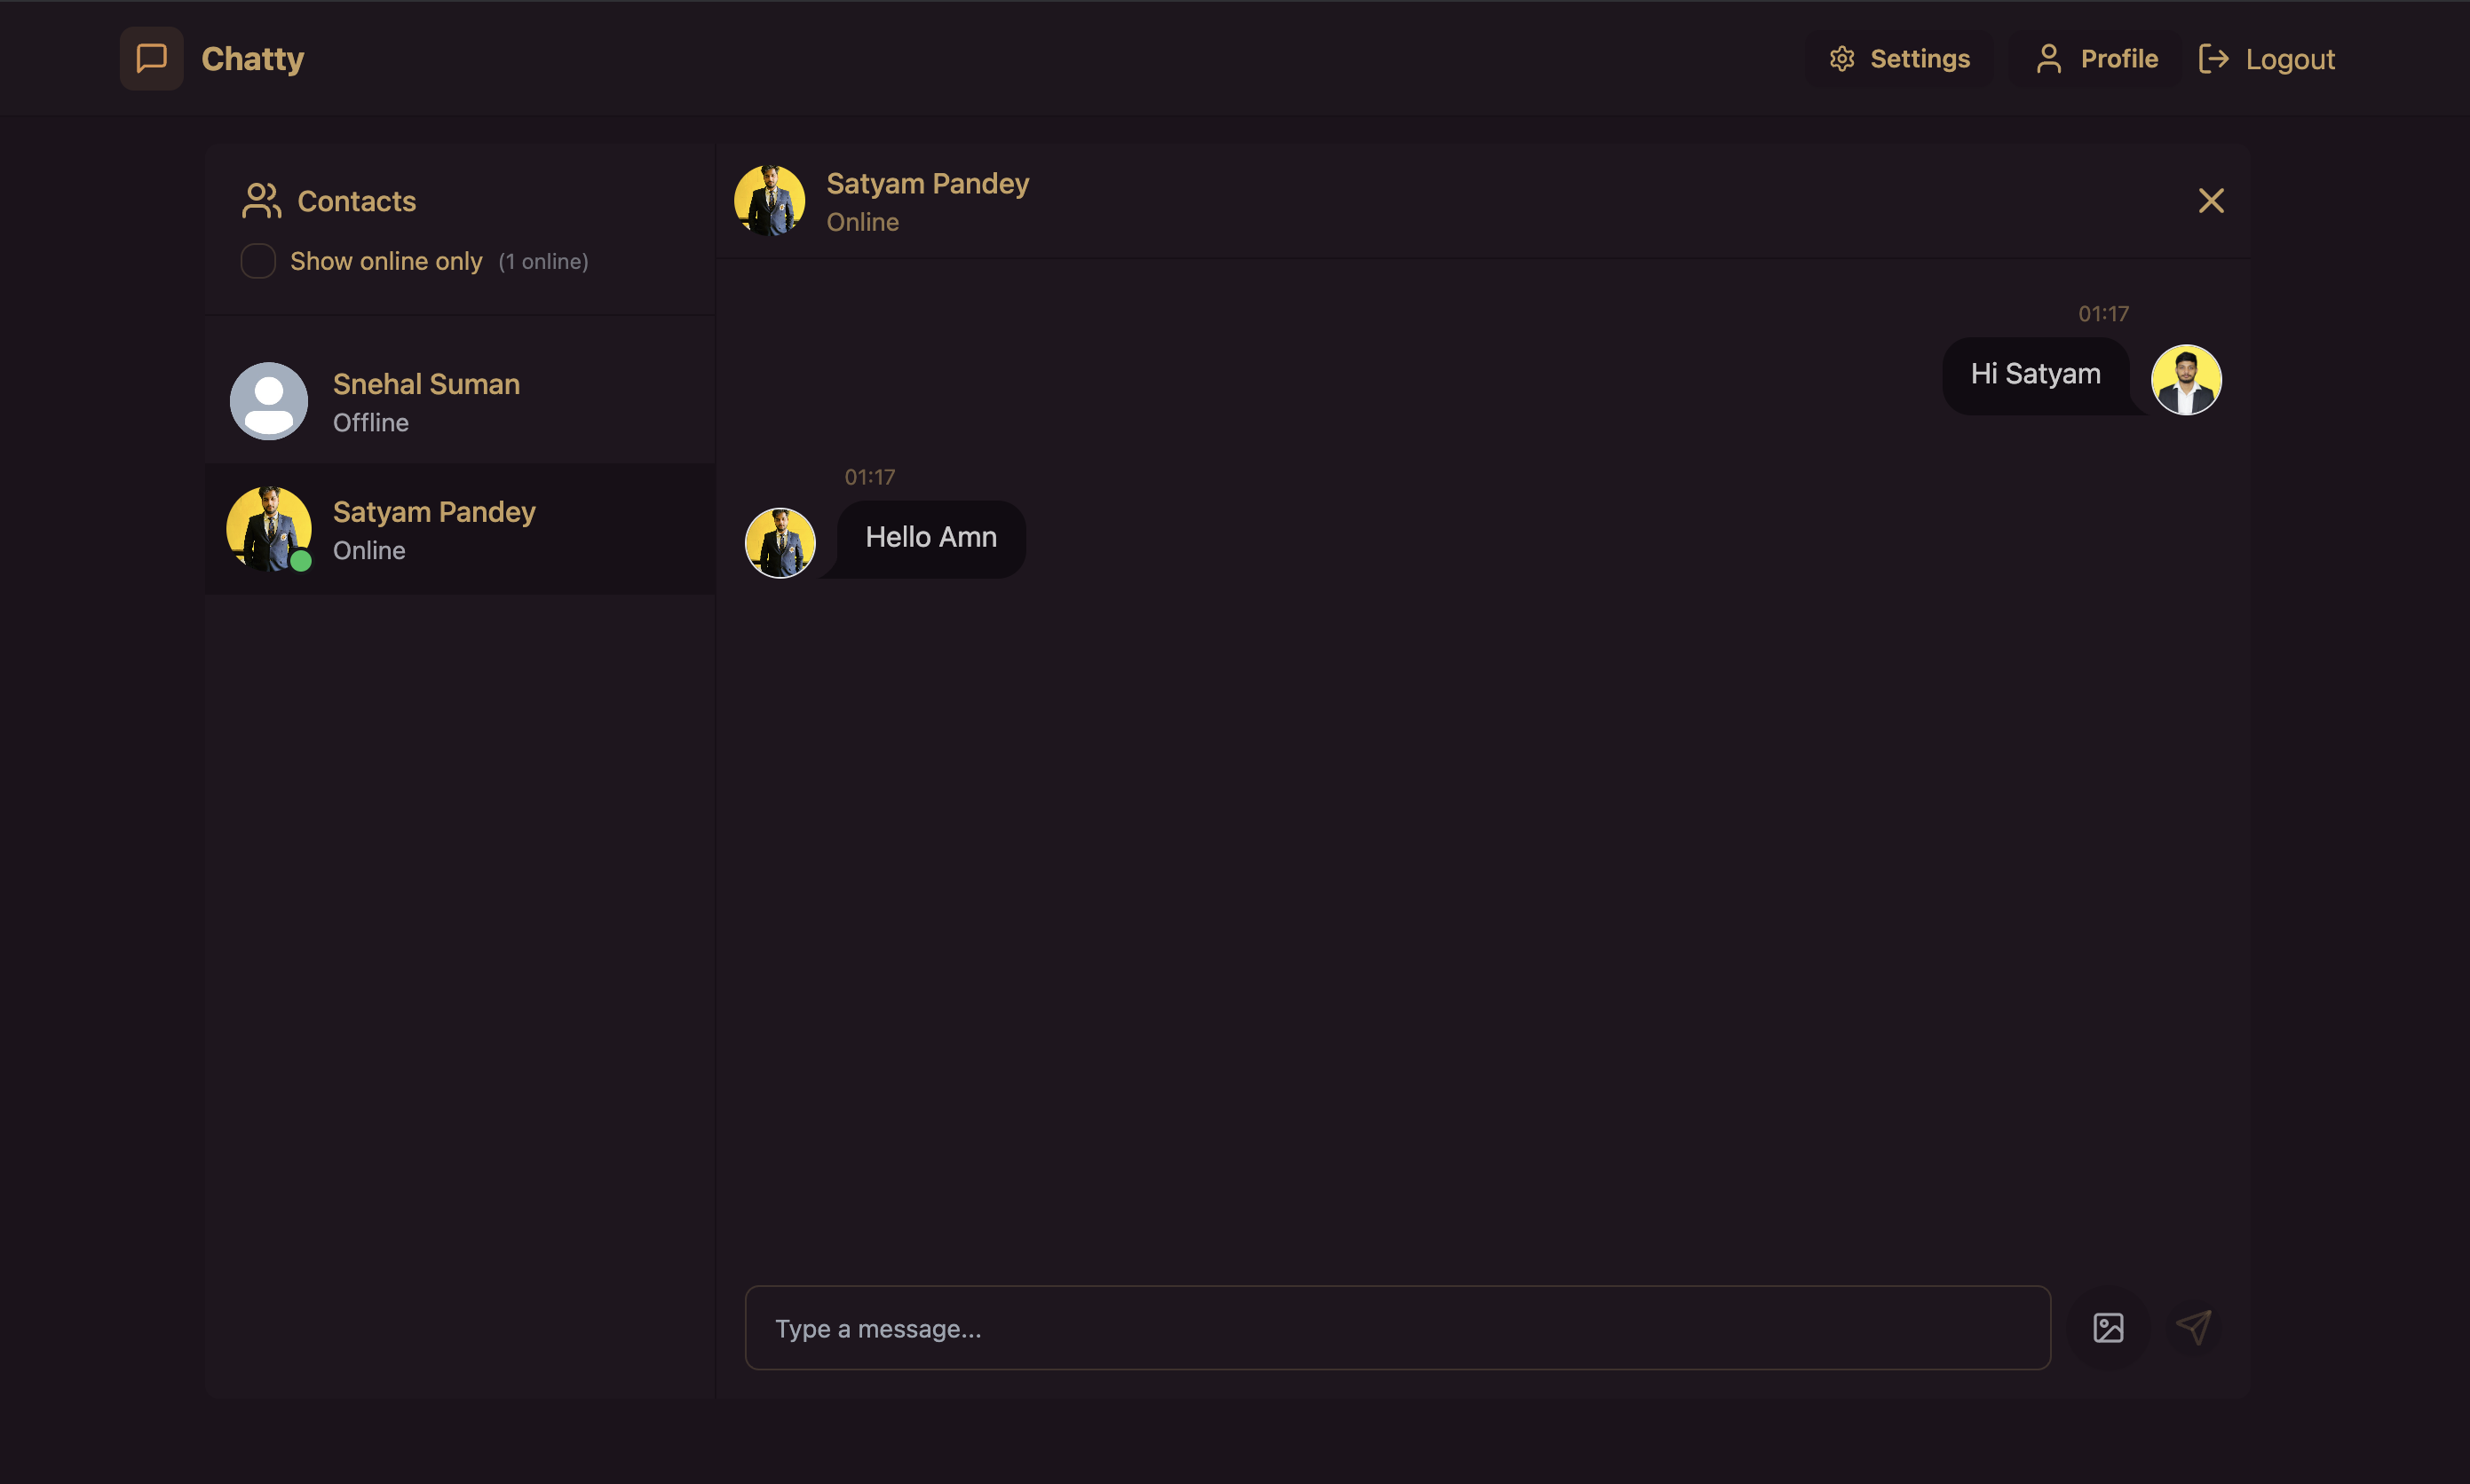 Chatty
Settings
Profile
Logout
Contacts
Show online only (1 online)
Snehal Suman
Offline
Satyam Pandey
Online
Satyam Pandey
Online
01:17
Hi Satyam
01:17
Hello Amn
Type a message...